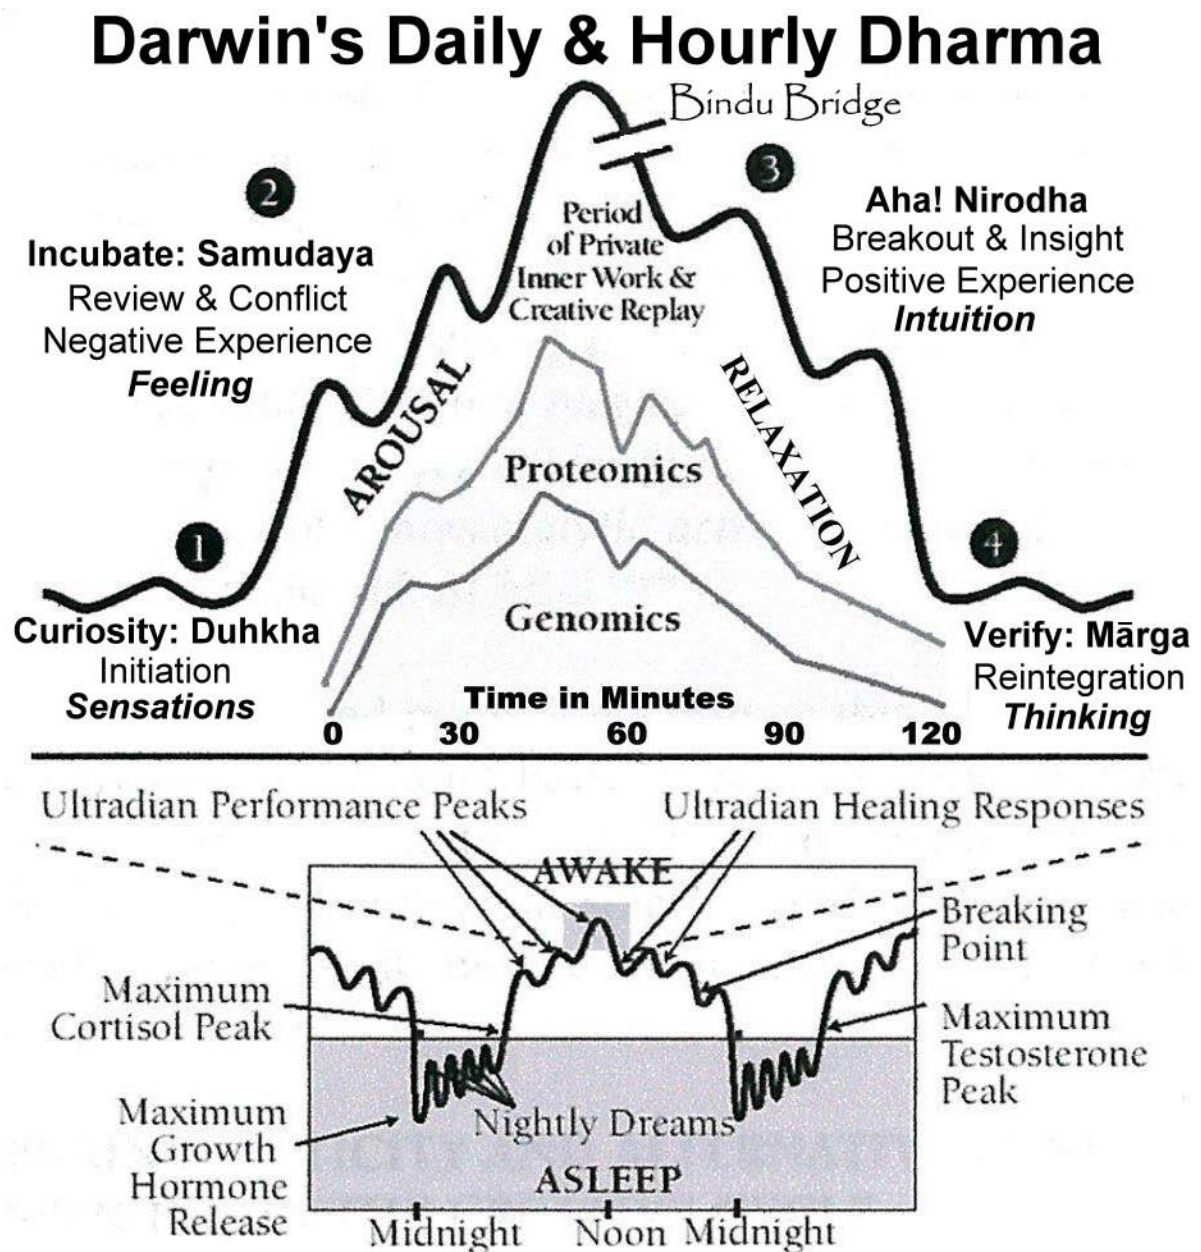 Darwin's Daily & Hourly Dharma
Bindu Bridge
2
3
Incubate: Samudaya
Review & Conflict
Negative Experience
Feeling
Period
of Private
Inner Work &
Creative Replay
Aha! Nirodha
Breakout & Insight
Positive Experience
Intuition
AROUSAL
RELAXATION
Proteomics
Genomics
1
Curiosity: Duhkha
Initiation
Sensations
4
Verify: Mārga
Reintegration
Thinking
Time in Minutes
0 30 60 90 120
Ultradian Performance Peaks
Ultradian Healing Responses
AWAKE
Breaking
Point
Maximum
Cortisol Peak
Maximum
Testosterone
Peak
Maximum
Growth
Hormone
Release
Nightly Dreams
ASLEEP
Midnight Noon Midnight